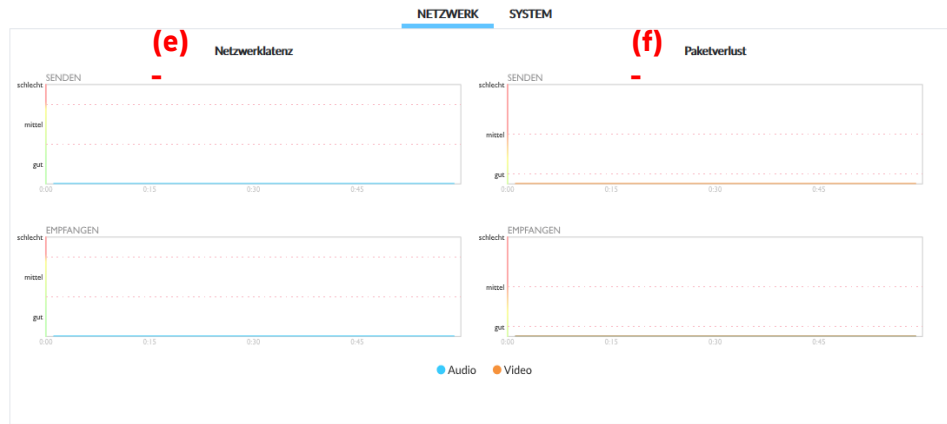 NETZWERK SYSTEM
(e) Netzwerklatenz
SENDEN
schlecht
mittel
gut
0:00 0:15 0:30 0:45
EMPFANGEN
schlecht
mittel
gut
0:00 0:15 0:30 0:45
(f) Paketverlust
SENDEN
schlecht
mittel
gut
0:00 0:15 0:30 0:45
EMPFANGEN
schlecht
mittel
gut
0:00 0:15 0:30 0:45
Audio Video